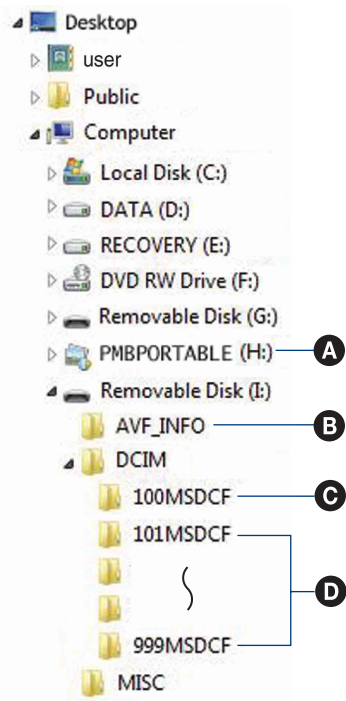 Desktop
user
Public
Computer
Local Disk (C:)
DATA (D:)
RECOVERY (E:)
DVD RW Drive (F:)
Removable Disk (G:)
PMBPORTABLE (H:) A
Removable Disk (I:)
AVF_INFO B
DCIM
100MSDCF C
101MSDCF
D
999MSDCF
MISC